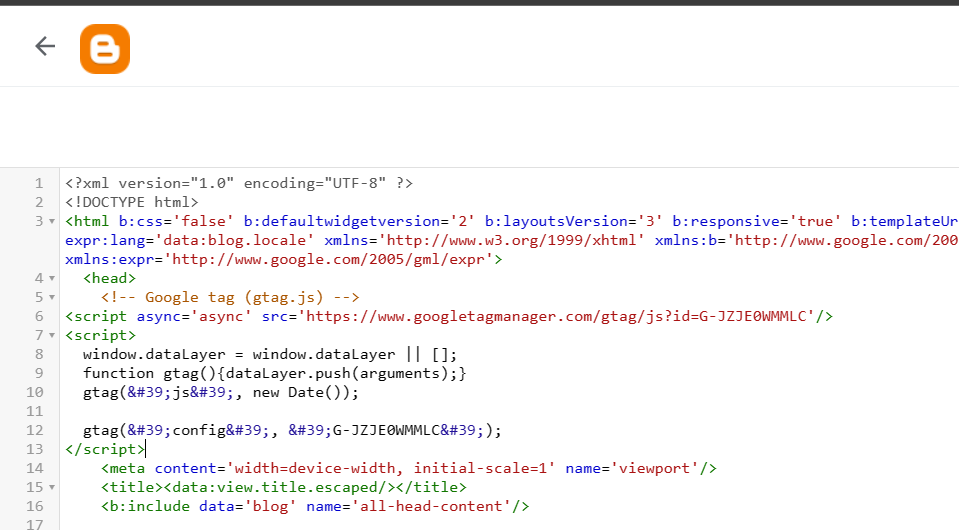 B
1 <?xml version="1.0" encoding="UTF-8" ?>
2 <!DOCTYPE html>
3 <html b:css='false' b:defaultwidgetversion='2' b:layoutsVersion='3' b:responsive='true' b:templateUr
expr:lang='data:blog.locale' xmlns='http://www.w3.org/1999/xhtml' xmlns:b='http://www.google.com/200
xmlns:expr='http://www.google.com/2005/gml/expr'>
4 <head>
5 <!-- Google tag (gtag.js) -->
6 <script async='async' src='https://www.googletagmanager.com/gtag/js?id=G-JZJE0WMMLC'/>
7 <script>
8 window.dataLayer = window.dataLayer || [];
9 function gtag(){dataLayer.push(arguments);}
10 gtag(&#39;js&#39;, new Date());
11
12 gtag(&#39;config&#39;, &#39;G-JZJE0WMMLC&#39;);
13 </script>
14 <meta content='width=device-width, initial-scale=1' name='viewport'/>
15 <title><data:view.title.escaped/></title>
16 <b:include data='blog' name='all-head-content'/>
17